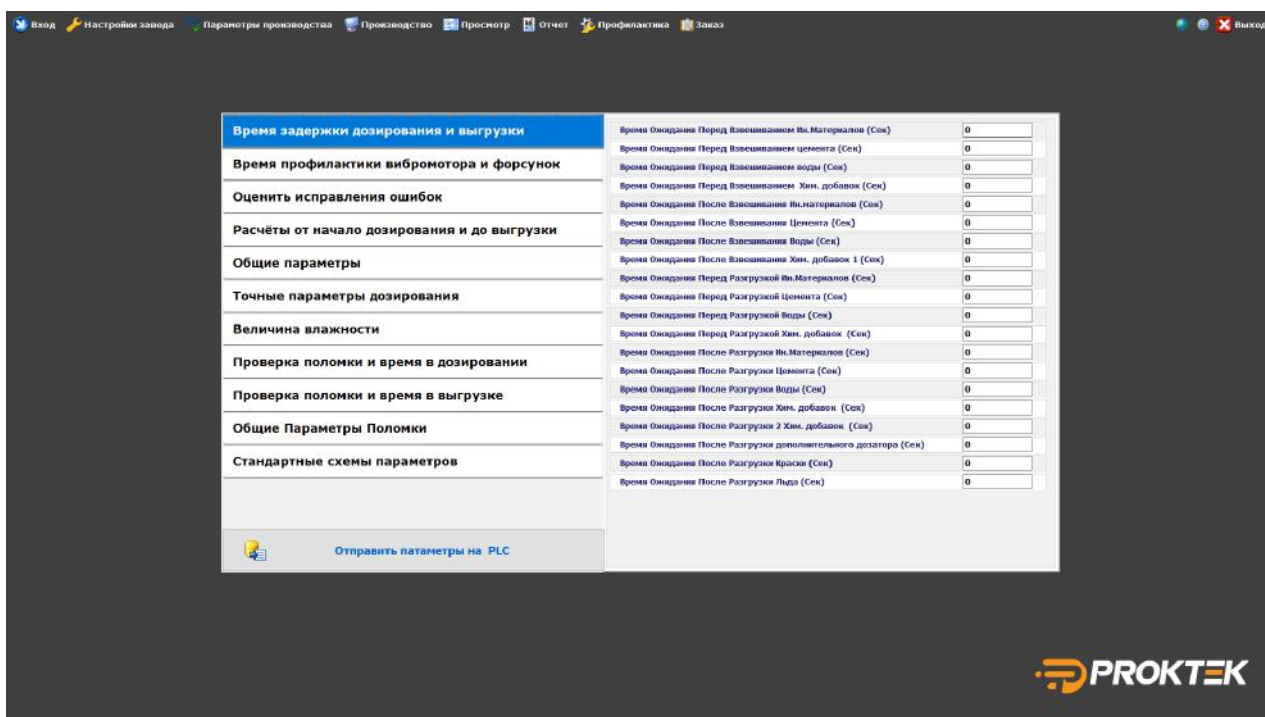 Вход Настройки завода Параметры производства Производство Просмотр Отчет Профилактика Заказ Выход
Время задержки дозирования и выгрузки
Время профилактики вибромотора и форсунок
Оценить исправления ошибок
Расчёты от начало дозирования и до выгрузки
Общие параметры
Точные параметры дозирования
Величина влажности
Проверка поломки и время в дозировании
Проверка поломки и время в выгрузке
Общие Параметры Поломки
Стандартные схемы параметров
Отправить патаметры на PLC
Время Ожидания Перед Взвешиванием Ин.Материалов (Сек) 0
Время Ожидания Перед Взвешиванием цемента (Сек) 0
Время Ожидания Перед Взвешиванием воды (Сек) 0
Время Ожидания Перед Взвешиванием Хим. добавок (Сек) 0
Время Ожидания После Взвешивания Ин.материалов (Сек) 0
Время Ожидания После Взвешивания Цемента (Сек) 0
Время Ожидания После Взвешивания Воды (Сек) 0
Время Ожидания После Взвешивания Хим. добавок 1 (Сек) 0
Время Ожидания Перед Разгрузкой Ин.Материалов (Сек) 0
Время Ожидания Перед Разгрузкой Цемента (Сек) 0
Время Ожидания Перед Разгрузкой Воды (Сек) 0
Время Ожидания Перед Разгрузкой Хим. добавок (Сек) 0
Время Ожидания После Разгрузки Ин.Материалов (Сек) 0
Время Ожидания После Разгрузки Цемента (Сек) 0
Время Ожидания После Разгрузки Воды (Сек) 0
Время Ожидания После Разгрузки Хим. добавок (Сек) 0
Время Ожидания После Разгрузки 2 Хим. добавок (Сек) 0
Время Ожидания После Разгрузки дополнительного дозатора (Сек) 0
Время Ожидания После Разгрузки Краски (Сек) 0
Время Ожидания После Разгрузки Льда (Сек) 0
PROKTEK